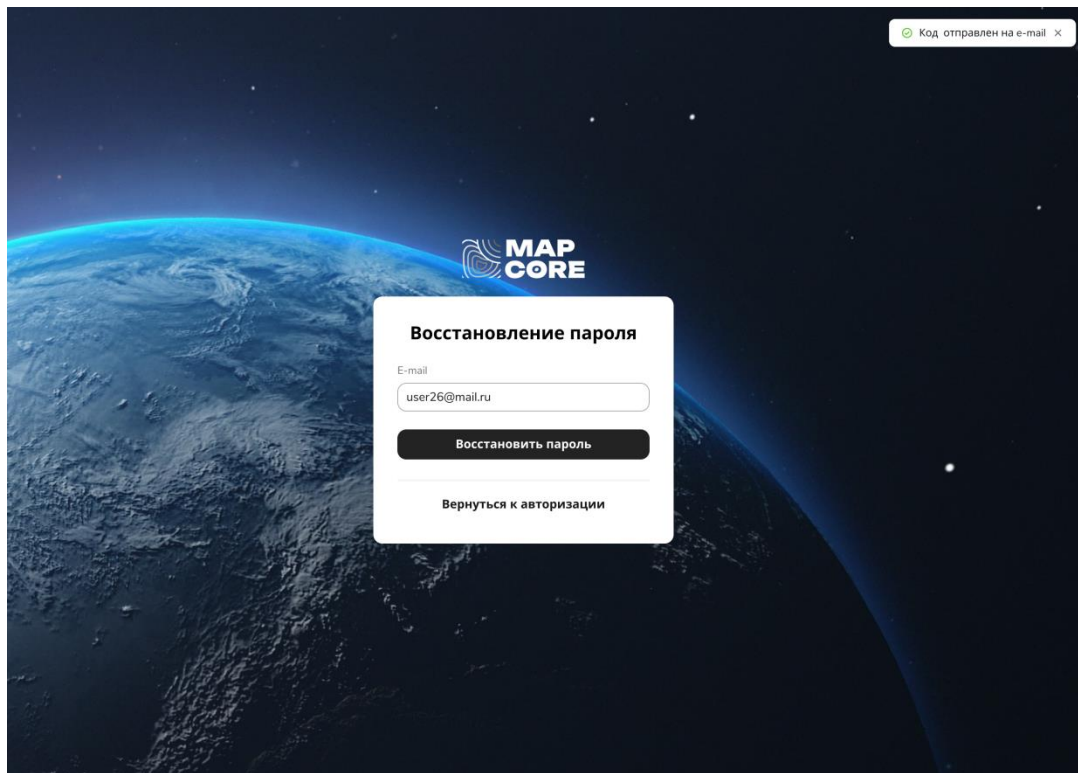 Код отправлен на e-mail
MAP
CORE
Восстановление пароля
E-mail
user26@mail.ru
Восстановить пароль
Вернуться к авторизации